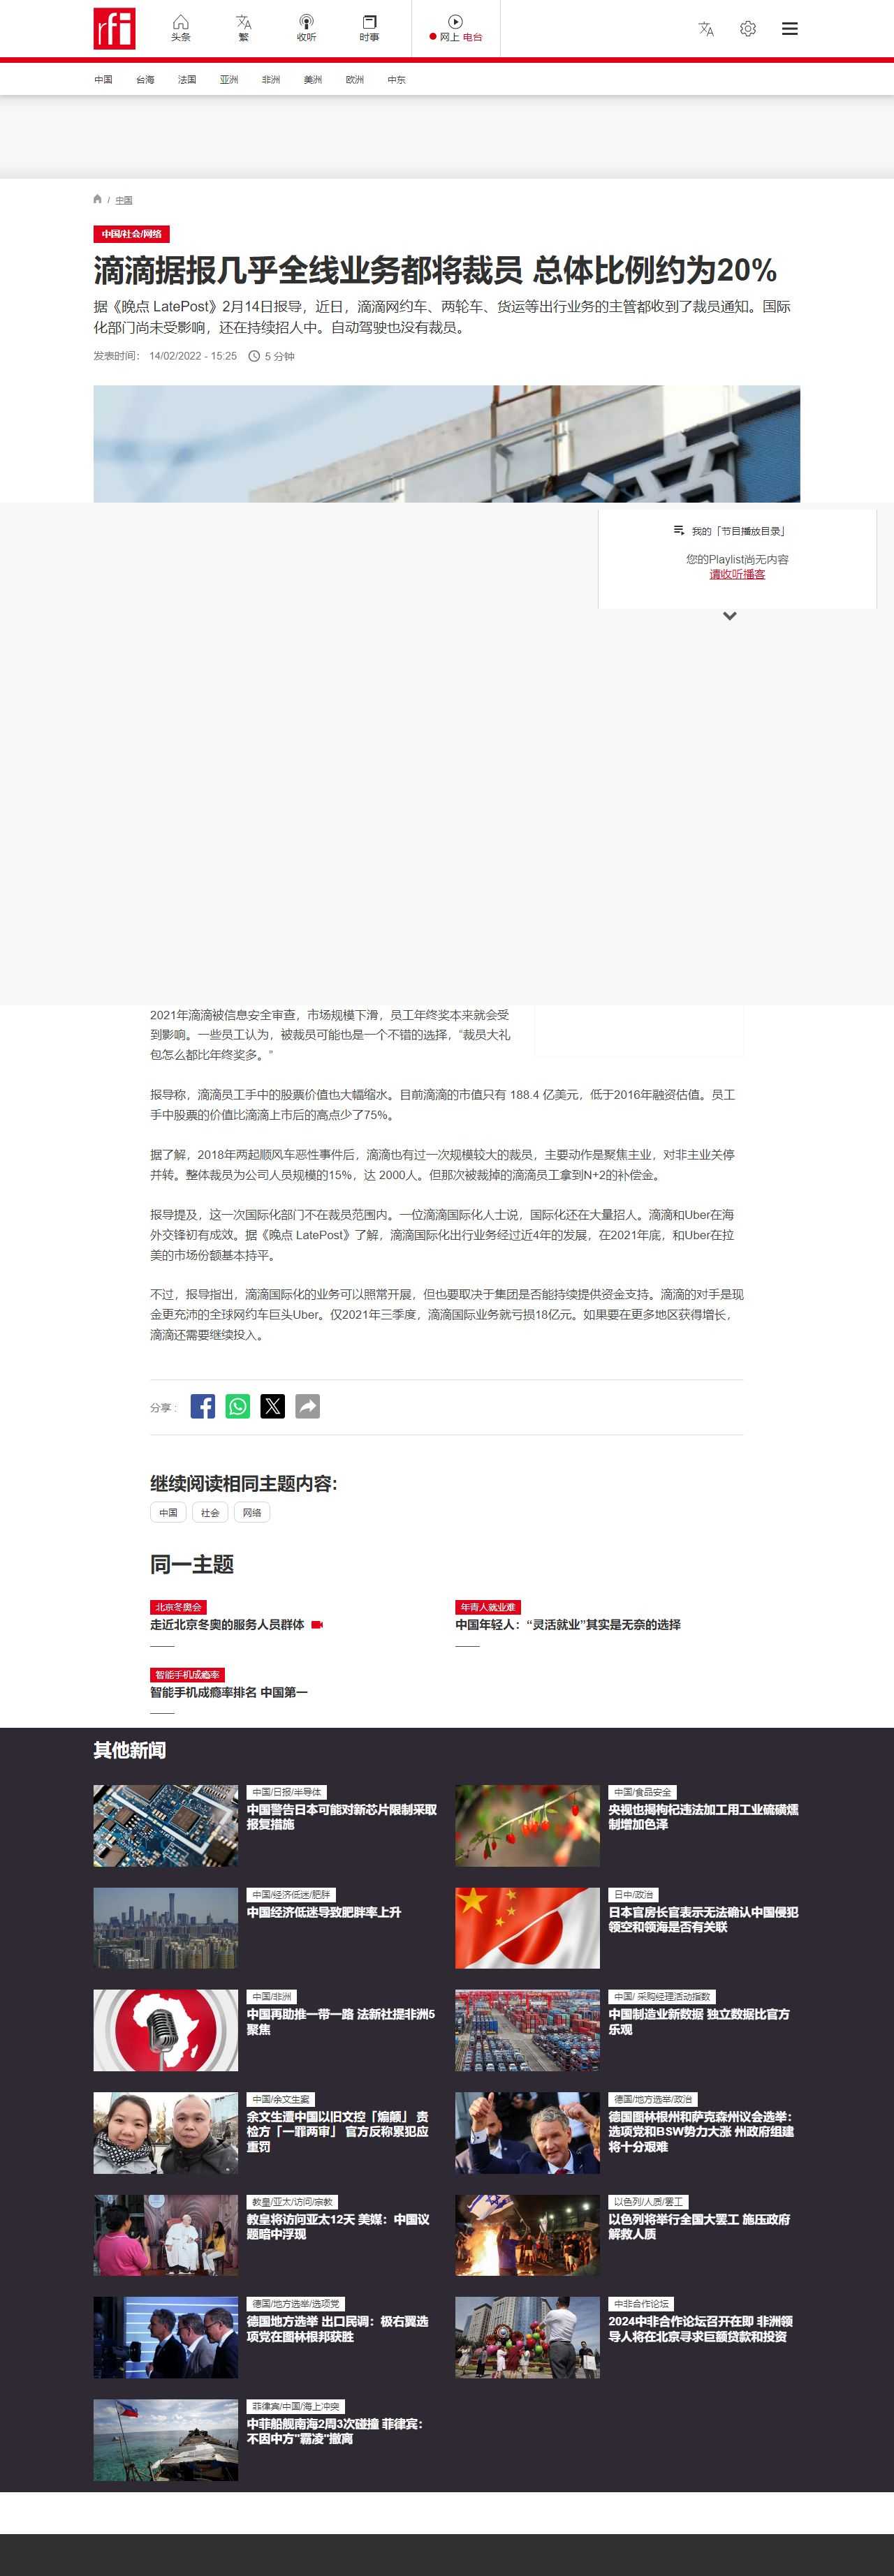 rfi
头条
繁
收听
时事
网上 电台
中国
台海
法国
亚洲
非洲
美洲
欧洲
中东
/ 中国
中国/社会/网络
滴滴据报几乎全线业务都将裁员 总体比例约为20%
据《晚点 LatePost》2月14日报导，近日，滴滴网约车、两轮车、货运等出行业务的主管都收到了裁员通知。国际
化部门尚未受影响，还在持续招人中。自动驾驶也没有裁员。
发表时间： 14/02/2022 - 15:25
5 分钟
滴
我的「节目播放目录」
您的Playlist尚无内容
请收听播客
2021年滴滴被信息安全审查，市场规模下滑，员工年终奖本来就会受
到影响。一些员工认为，被裁员可能也是一个不错的选择，“裁员大礼
包怎么都比年终奖多。”
报导称，滴滴员工手中的股票价值也大幅缩水。目前滴滴的市值只有 188.4 亿美元，低于2016年融资估值。员工
手中股票的价值比滴滴上市后的高点少了75%。
据了解，2018年两起顺风车恶性事件后，滴滴也有过一次规模较大的裁员，主要动作是聚焦主业，对非主业关停
并转。整体裁员为公司人员规模的15%，达 2000人。但那次被裁掉的滴滴员工拿到N+2的补偿金。
报导提及，这一次国际化部门不在裁员范围内。一位滴滴国际化人士说，国际化还在大量招人。滴滴和Uber在海
外交锋初有成效。据《晚点 LatePost》了解，滴滴国际化出行业务经过近4年的发展，在2021年底，和Uber在拉
美的市场份额基本持平。
不过，报导指出，滴滴国际化的业务可以照常开展，但也要取决于集团是否能持续提供资金支持。滴滴的对手是现
金更充沛的全球网约车巨头Uber。仅2021年三季度，滴滴国际业务就亏损18亿元。如果要在更多地区获得增长，
滴滴还需要继续投入。
分享 :
继续阅读相同主题内容:
中国
社会
网络
同一主题
北京冬奥会
走近北京冬奥的服务人员群体
年青人就业难
中国年轻人：“灵活就业”其实是无奈的选择
智能手机成瘾率
智能手机成瘾率排名 中国第一
其他新闻
中国/日报/半导体
中国警告日本可能对新芯片限制采取
报复措施
中国/食品安全
央视也揭枸杞违法加工用工业硫磺熏
制增加色泽
中国/经济低迷/肥胖
中国经济低迷导致肥胖率上升
日中/政治
日本官房长官表示无法确认中国侵犯
领空和领海是否有关联
中国/非洲
中国再助推一带一路 法新社提非洲5
聚焦
中国/ 采购经理活动指数
中国制造业新数据 独立数据比官方
乐观
中国/余文生案
余文生遭中国以旧文控「煽颠」 责
检方「一罪两审」 官方反称累犯应
重罚
德国/地方选举/政治
德国图林根州和萨克森州议会选举：
选项党和BSW势力大涨 州政府组建
将十分艰难
教皇/亚太/访问/宗教
教皇将访问亚太12天 美媒：中国议
题暗中浮现
以色列/人质/罢工
以色列将举行全国大罢工 施压政府
解救人质
德国/地方选举/选项党
德国地方选举 出口民调：极右翼选
项党在图林根邦获胜
中非合作论坛
2024中非合作论坛召开在即 非洲领
导人将在北京寻求巨额贷款和投资
菲律宾/中国/海上冲突
中菲船舰南海2周3次碰撞 菲律宾：
不因中方"霸凌"撤离